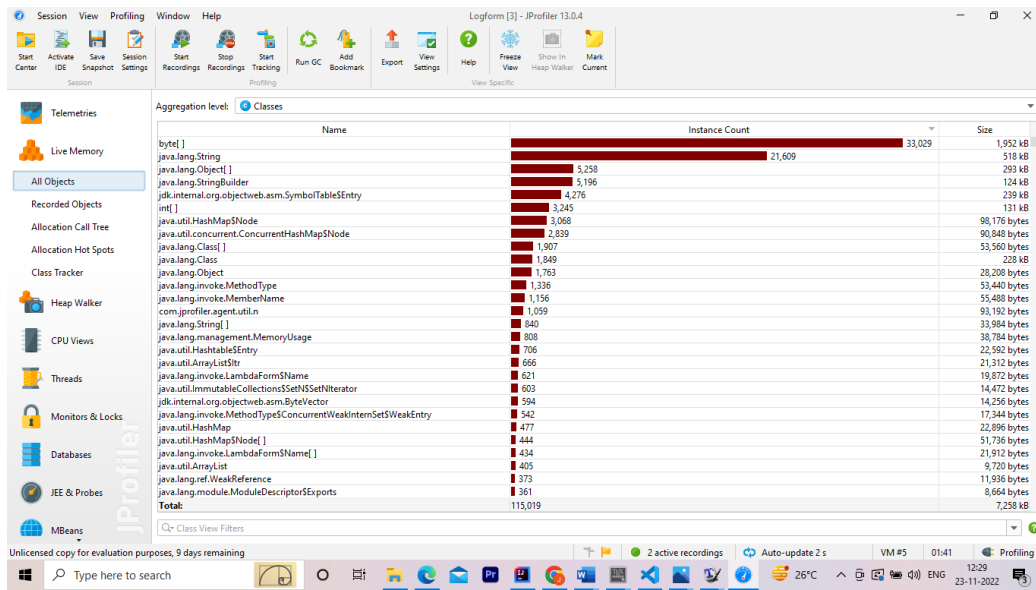 Session View Profiling Window Help
Logform [3] - JProfiler 13.0.4
Start Center
Activate IDE
Save Snapshot
Session Settings
Start Recordings
Stop Recordings
Start Tracking
Run GC
Add Bookmark
Export
View Settings
Help
Freeze View
Show In Heap Walker
Mark Current
Session
Profiling
View Specific
Telemetries
Live Memory
All Objects
Recorded Objects
Allocation Call Tree
Allocation Hot Spots
Class Tracker
Heap Walker
CPU Views
Threads
Monitors & Locks
Databases
JEE & Probes
MBeans
JProfiler
Aggregation level: Classes
Name Instance Count Size
byte[ ] 33,029 1,952 kB
java.lang.String 21,609 518 kB
java.lang.Object[ ] 5,258 293 kB
java.lang.StringBuilder 5,196 124 kB
jdk.internal.org.objectweb.asm.SymbolTable$Entry 4,276 239 kB
int[ ] 3,245 131 kB
java.util.HashMap$Node 3,068 98,176 bytes
java.util.concurrent.ConcurrentHashMap$Node 2,839 90,848 bytes
java.lang.Class[ ] 1,907 53,560 bytes
java.lang.Class 1,849 228 kB
java.lang.Object 1,763 28,208 bytes
java.lang.invoke.MethodType 1,336 53,440 bytes
java.lang.invoke.MemberName 1,156 55,488 bytes
com.jprofiler.agent.util.n 1,059 93,192 bytes
java.lang.String[ ] 840 33,984 bytes
java.lang.management.MemoryUsage 808 38,784 bytes
java.util.Hashtable$Entry 706 22,592 bytes
java.util.ArrayList$Itr 666 21,312 bytes
java.lang.invoke.LambdaForm$Name 621 19,872 bytes
java.util.ImmutableCollections$SetN$SetNIterator 603 14,472 bytes
jdk.internal.org.objectweb.asm.ByteVector 594 14,256 bytes
java.lang.invoke.MethodType$ConcurrentWeakInternSet$WeakEntry 542 17,344 bytes
java.util.HashMap 477 22,896 bytes
java.util.HashMap$Node[ ] 444 51,736 bytes
java.lang.invoke.LambdaForm$Name[ ] 434 21,912 bytes
java.util.ArrayList 405 9,720 bytes
java.lang.ref.WeakReference 373 11,936 bytes
java.lang.module.ModuleDescriptor$Exports 361 8,664 bytes
Total: 115,019 7,258 kB
Class View Filters
Unlicensed copy for evaluation purposes, 9 days remaining
2 active recordings
Auto-update 2 s
VM #5
01:41
Profiling
Type here to search
Pr
26°C
ENG
12:29
23-11-2022
3